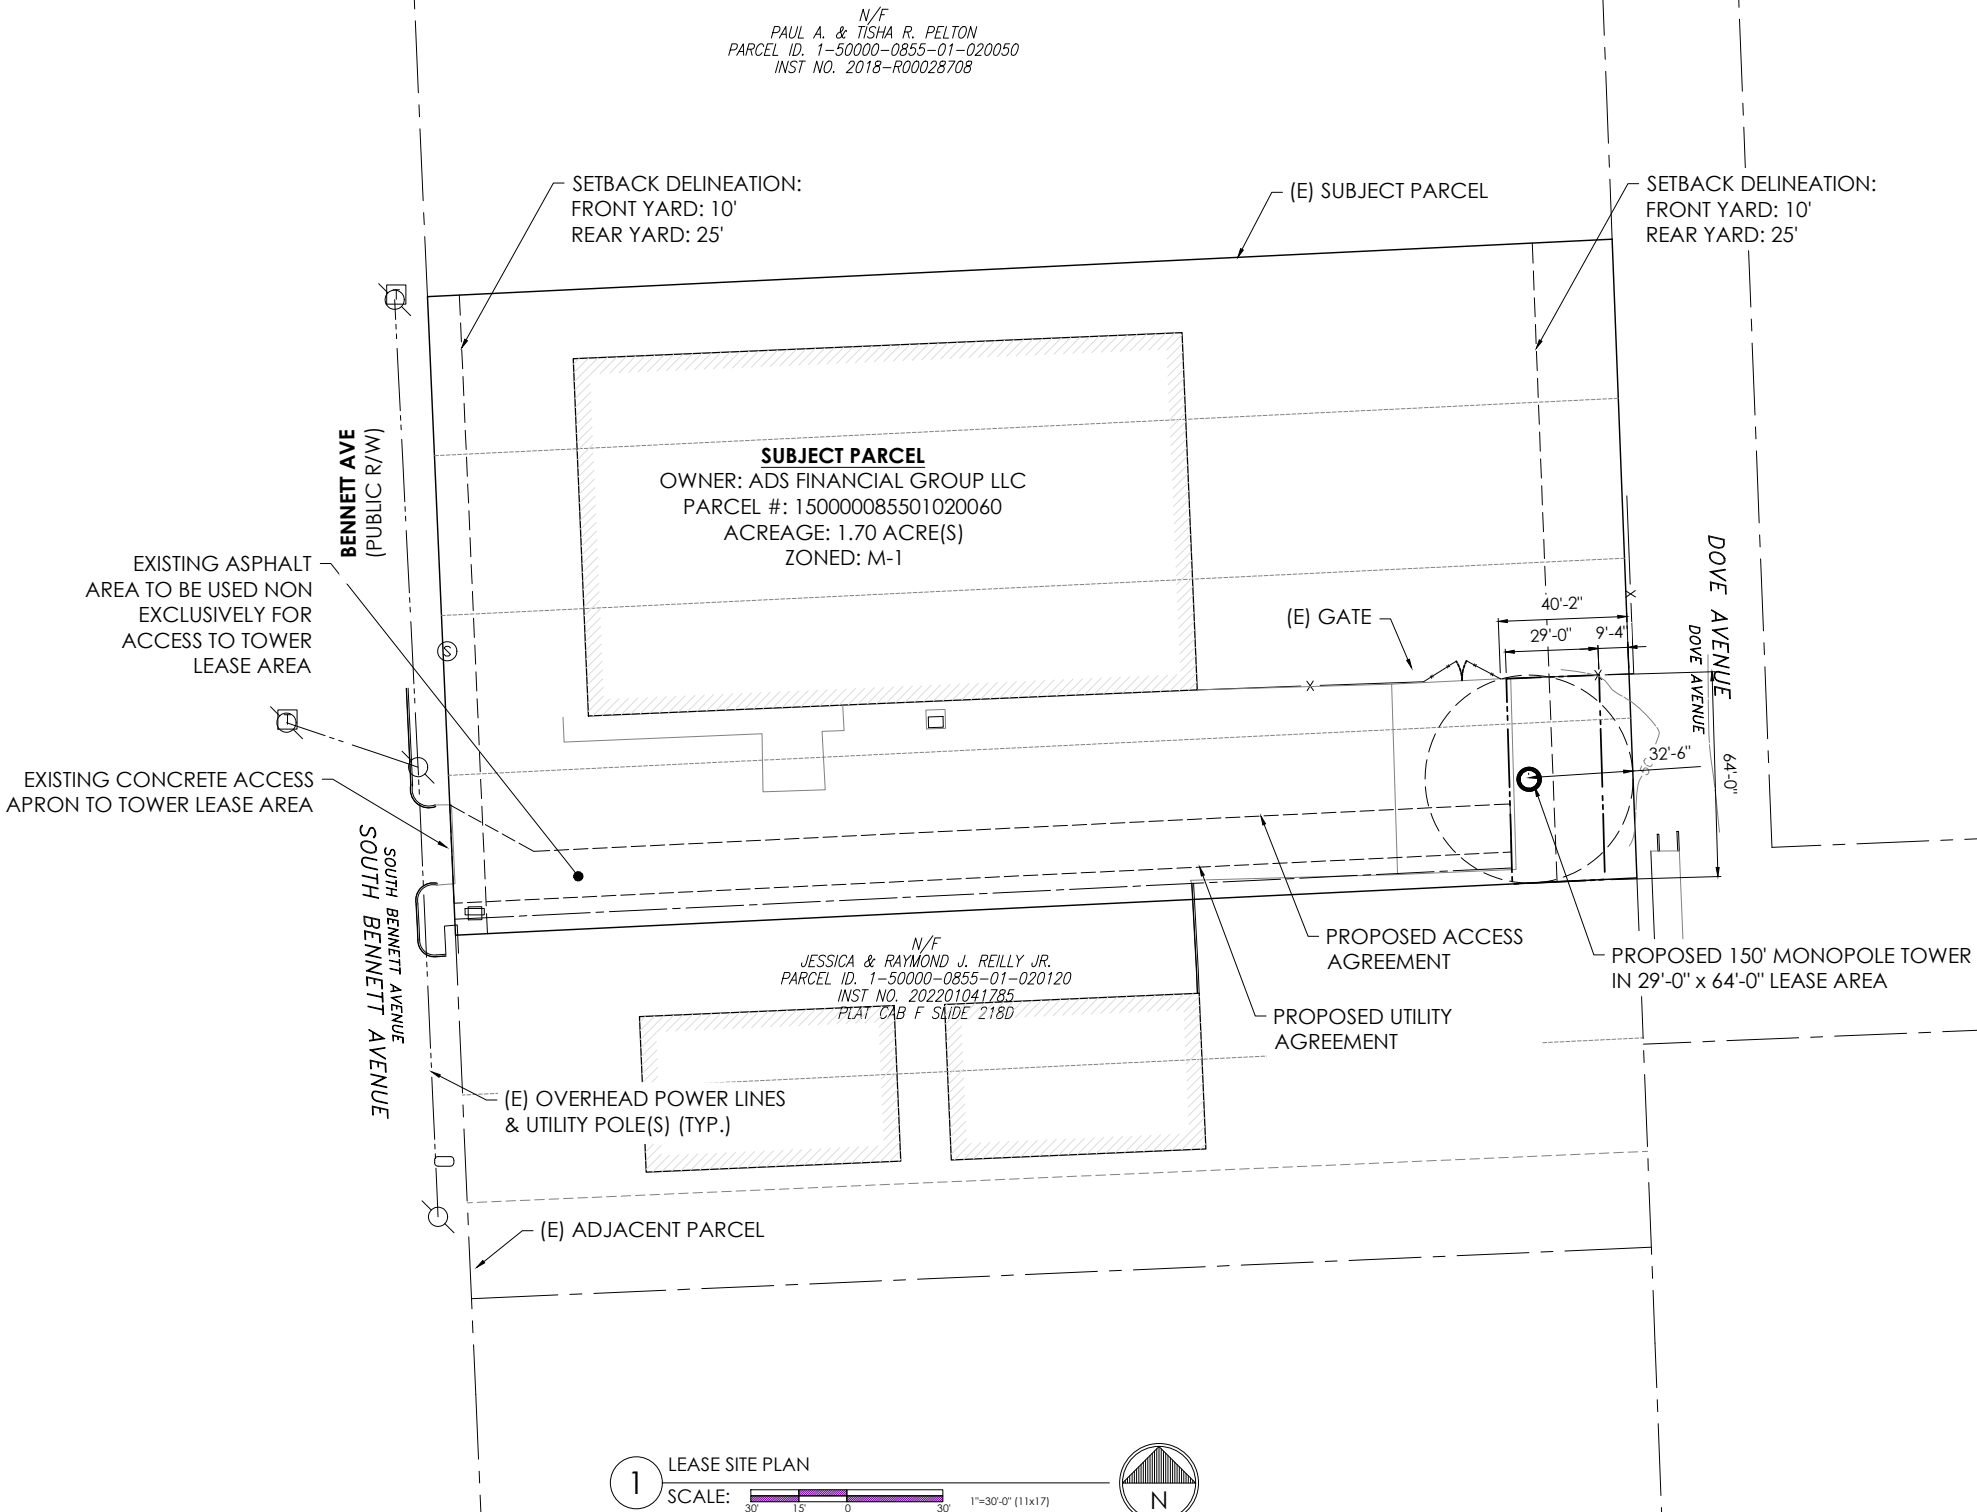 N/F
PAUL A. & TISHA R. PELTON
PARCEL ID. 1-50000-0855-01-020050
INST NO. 2018-R00028708
SETBACK DELINEATION:
FRONT YARD: 10'
REAR YARD: 25'
(E) SUBJECT PARCEL
SETBACK DELINEATION:
FRONT YARD: 10'
REAR YARD: 25'
BENNETT AVE
(PUBLIC R/W)
SUBJECT PARCEL
OWNER: ADS FINANCIAL GROUP LLC
PARCEL #: 150000085501020060
ACREAGE: 1.70 ACRE(S)
ZONED: M-1
EXISTING ASPHALT
AREA TO BE USED NON
EXCLUSIVELY FOR
ACCESS TO TOWER
LEASE AREA
S
(E) GATE
40'-2"
29'-0"
9'-4"
X
X
X
DOVE AVENUE
DOVE AVENUE
32'-6"
64'-0"
50
EXISTING CONCRETE ACCESS
APRON TO TOWER LEASE AREA
SOUTH BENNETT AVENUE
SOUTH BENNETT AVENUE
PROPOSED ACCESS
AGREEMENT
PROPOSED 150' MONOPOLE TOWER
IN 29'-0" x 64'-0" LEASE AREA
N/F
JESSICA & RAYMOND J. REILLY JR.
PARCEL ID. 1-50000-0855-01-020120
INST NO. 202201041785
PLAT CAB F SLIDE 218D
PROPOSED UTILITY
AGREEMENT
(E) OVERHEAD POWER LINES
& UTILITY POLE(S) (TYP.)
(E) ADJACENT PARCEL
1
LEASE SITE PLAN
SCALE:
30' 15' 0 30'
1"=30'-0" (11x17)
N